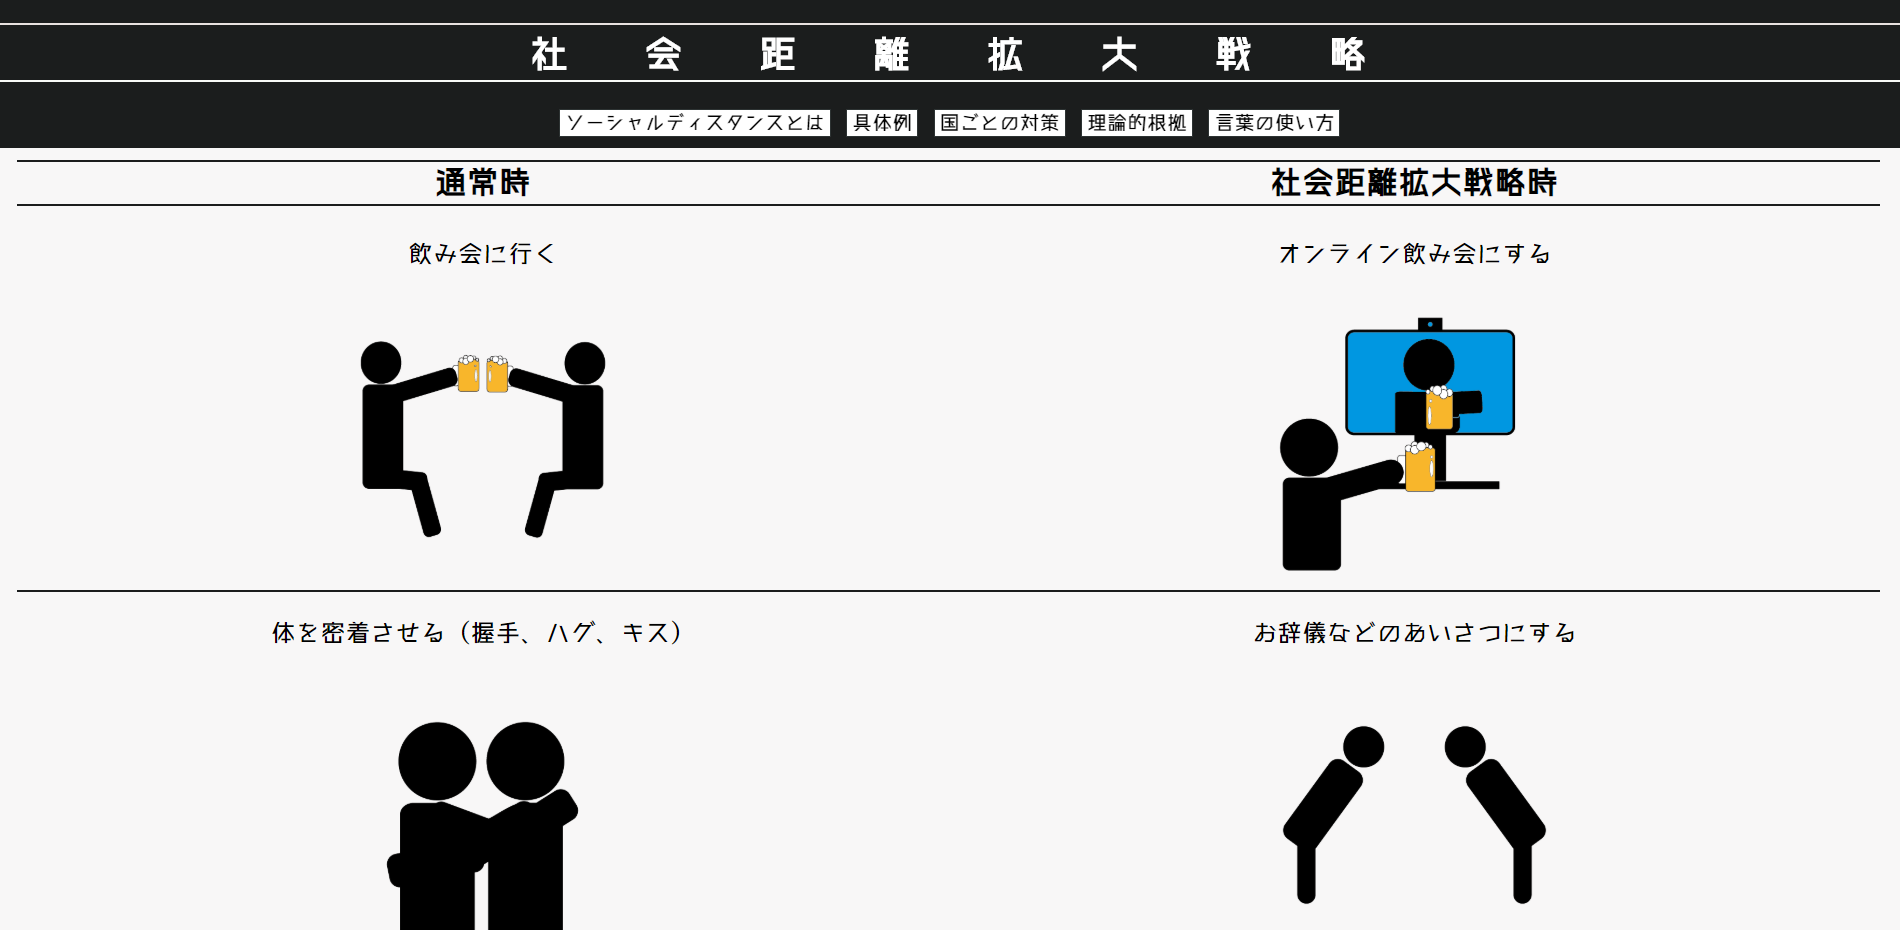 社会距離拡大戦略
ソーシャルディスタンスとは 具体例 国ごとの対策 理論的根拠 言葉の使い方
通常時 社会距離拡大戦略時
飲み会に行く オンライン飲み会にする
体を密着させる（握手、ハグ、キス） お辞儀などのあいさつにする